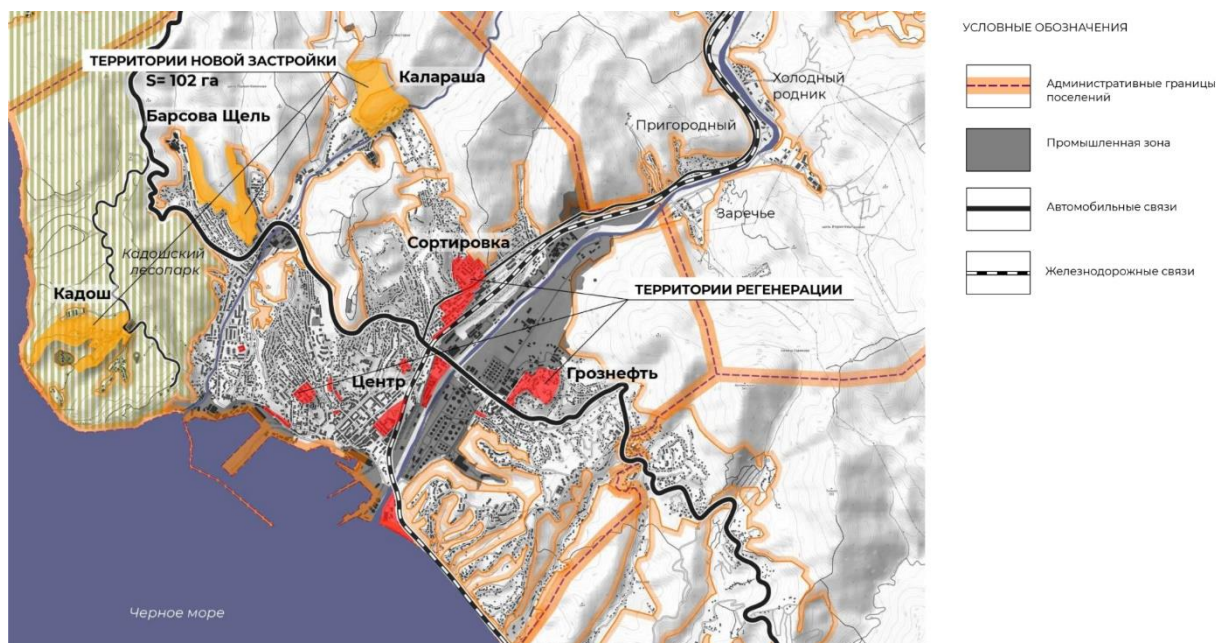 ТЕРРИТОРИИ НОВОЙ ЗАСТРОЙКИ
S= 102 га
Калараша
Барсова Щель
Холодный
родник
Пригородный
Заречье
Кадошский
лесопарк
Сортировка
Кадош
ТЕРРИТОРИИ РЕГЕНЕРАЦИИ
Центр
Грознефть
Черное море
УСЛОВНЫЕ ОБОЗНАЧЕНИЯ
Административные границы
поселений
Промышленная зона
Автомобильные связи
Железнодорожные связи